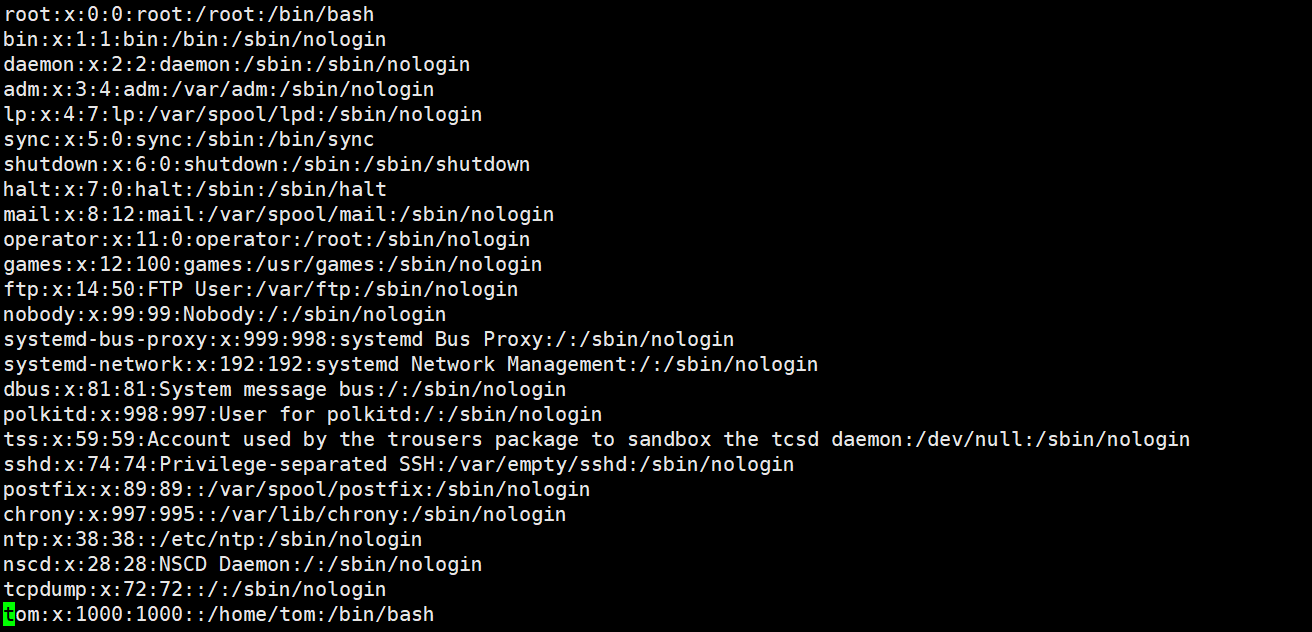 root:x:0:0:root:/root:/bin/bash
bin:x:1:1:bin:/bin:/sbin/nologin
daemon:x:2:2:daemon:/sbin:/sbin/nologin
adm:x:3:4:adm:/var/adm:/sbin/nologin
lp:x:4:7:lp:/var/spool/lpd:/sbin/nologin
sync:x:5:0:sync:/sbin:/bin/sync
shutdown:x:6:0:shutdown:/sbin:/sbin/shutdown
halt:x:7:0:halt:/sbin:/sbin/halt
mail:x:8:12:mail:/var/spool/mail:/sbin/nologin
operator:x:11:0:operator:/root:/sbin/nologin
games:x:12:100:games:/usr/games:/sbin/nologin
ftp:x:14:50:FTP User:/var/ftp:/sbin/nologin
nobody:x:99:99:Nobody:/:/sbin/nologin
systemd-bus-proxy:x:999:998:systemd Bus Proxy:/:/sbin/nologin
systemd-network:x:192:192:systemd Network Management:/:/sbin/nologin
dbus:x:81:81:System message bus:/:/sbin/nologin
polkitd:x:998:997:User for polkitd:/:/sbin/nologin
tss:x:59:59:Account used by the trousers package to sandbox the tcsd daemon:/dev/null:/sbin/nologin
sshd:x:74:74:Privilege-separated SSH:/var/empty/sshd:/sbin/nologin
postfix:x:89:89::/var/spool/postfix:/sbin/nologin
chrony:x:997:995::/var/lib/chrony:/sbin/nologin
ntp:x:38:38::/etc/ntp:/sbin/nologin
nscd:x:28:28:NSCD Daemon:/:/sbin/nologin
tcpdump:x:72:72::/:/sbin/nologin
tom:x:1000:1000::/home/tom:/bin/bash